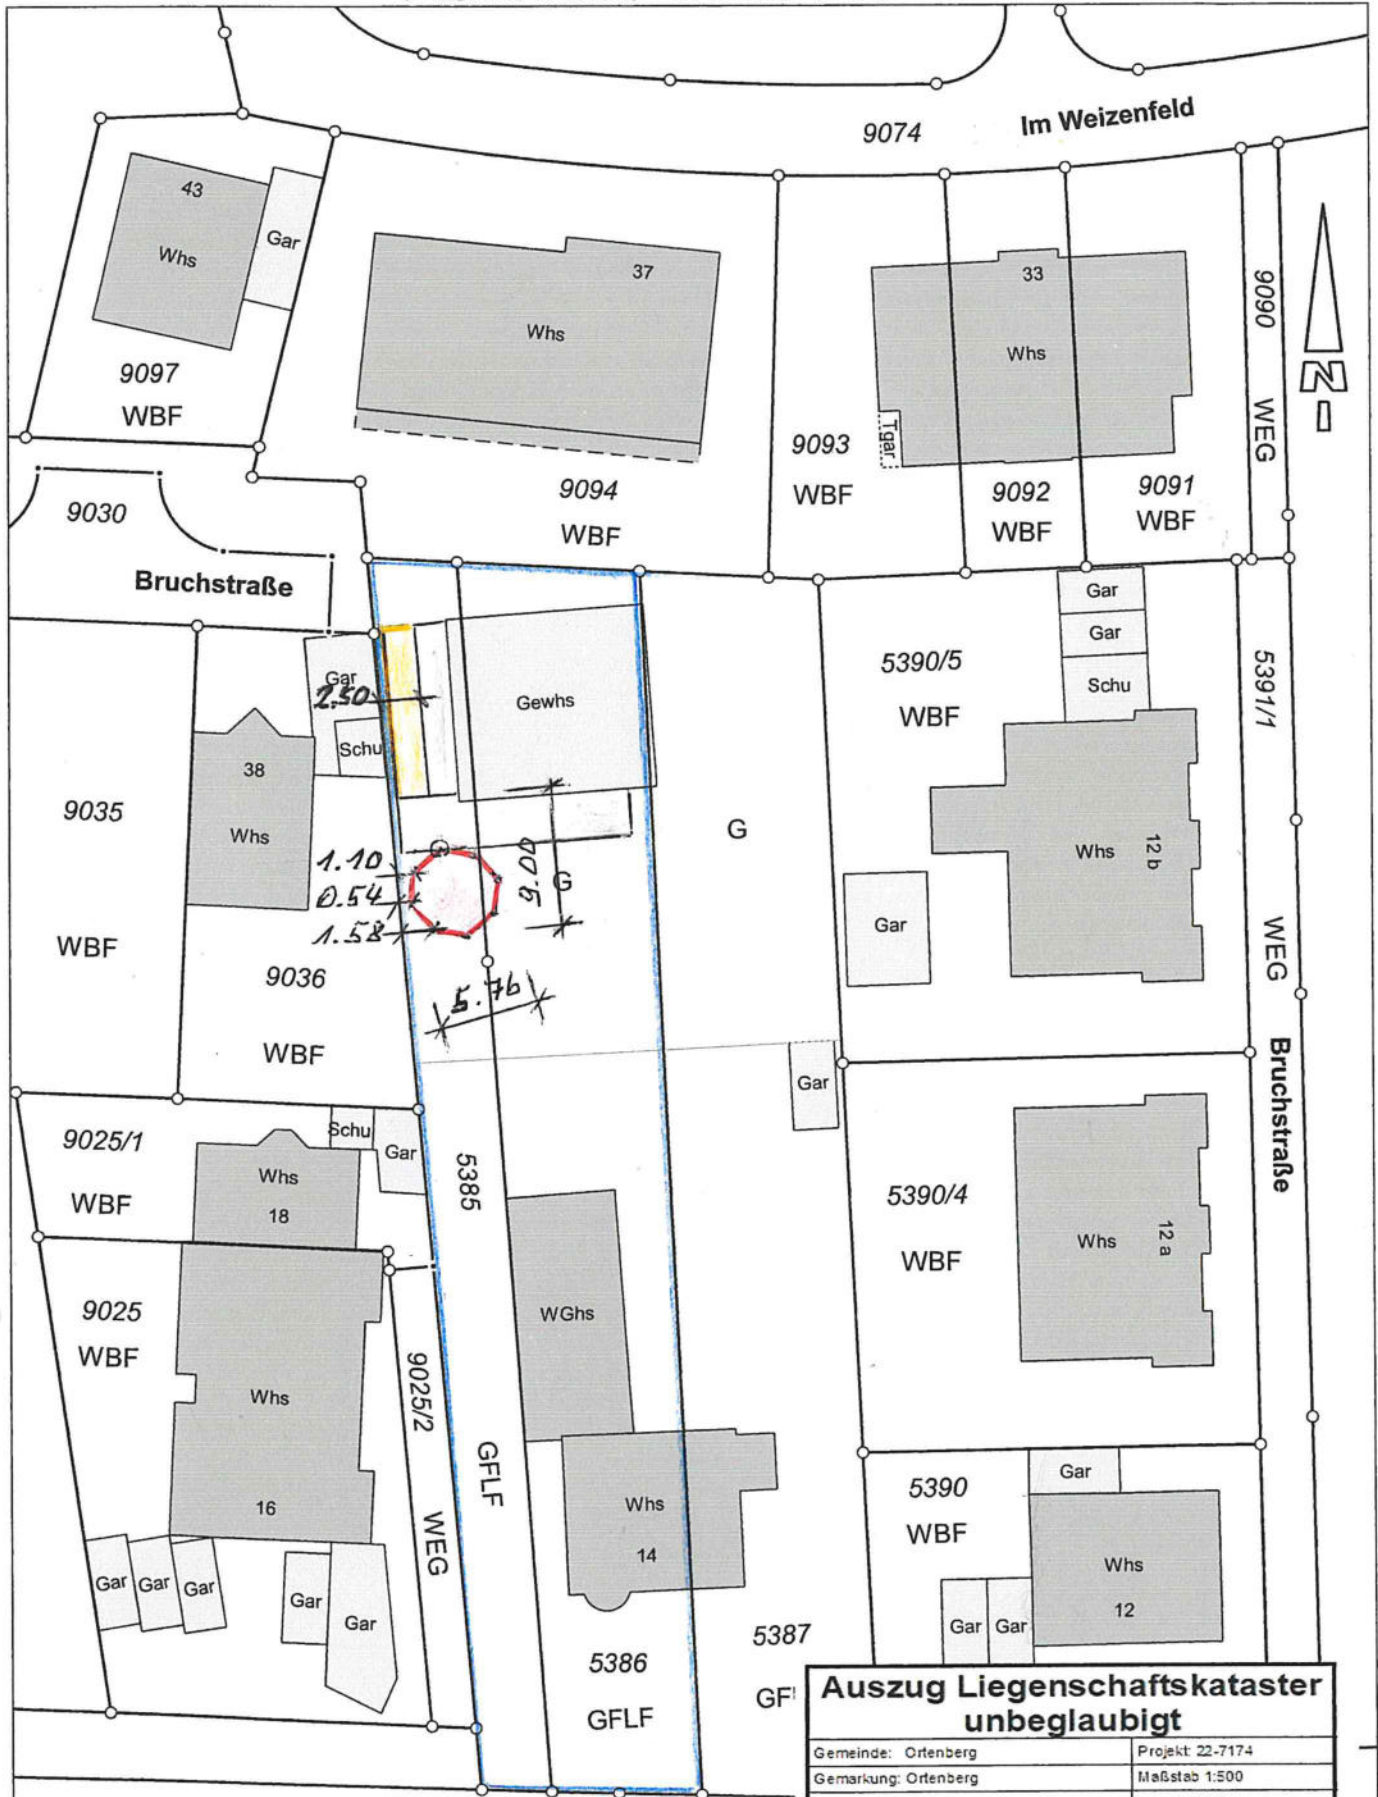 9074
Im Weizenfeld
43
Whs
Gar
37
Whs
33
Whs
9090
WEG
N
9097
WBF
9093
WBF
Tgar
9094
WBF
9092
WBF
9091
WBF
9030
Bruchstraße
Gar
2.50
Schu
Gewhs
5390/5
WBF
Gar
Gar
Schu
5391/1
38
Whs
9035
WBF
G
Whs
12 b
1.10
0.54
1.58
G
Gar
WEG
9036
WBF
5.76
Gar
Bruchstraße
9025/1
WBF
Schu
Gar
Whs
18
5385
5390/4
WBF
Whs
12 a
9025
WBF
WGhs
9025/2
Whs
16
GFLF
WEG
Whs
14
5390
WBF
Gar
Whs
12
Gar
Gar
Gar
Gar
Gar
Gar
Gar
5386
GFLF
5387
GF
Auszug Liegenschaftskataster
unbeglaubigt
Gemeinde: Ortenberg
Projekt: 22-7174
Gemarkung: Ortenberg
Maßstab 1:500